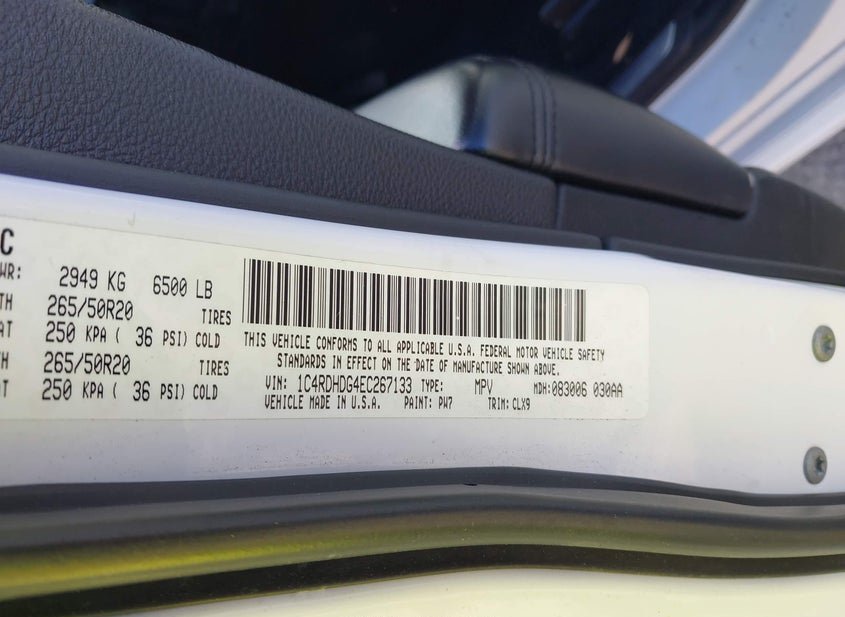 C
WR: 2949 KG 6500 LB
TH 265/50R20 TIRES
AT 250 KPA ( 36 PSI) COLD
H 265/50R20 TIRES
AT 250 KPA ( 36 PSI) COLD
THIS VEHICLE CONFORMS TO ALL APPLICABLE U.S.A. FEDERAL MOTOR VEHICLE SAFETY
STANDARDS IN EFFECT ON THE DATE OF MANUFACTURE SHOWN ABOVE.
VIN: 1C4RDHDG4EC267133 TYPE: MPV MDH:083006 030AA
VEHICLE MADE IN U.S.A. PAINT: PW7 TRIM: CLX9